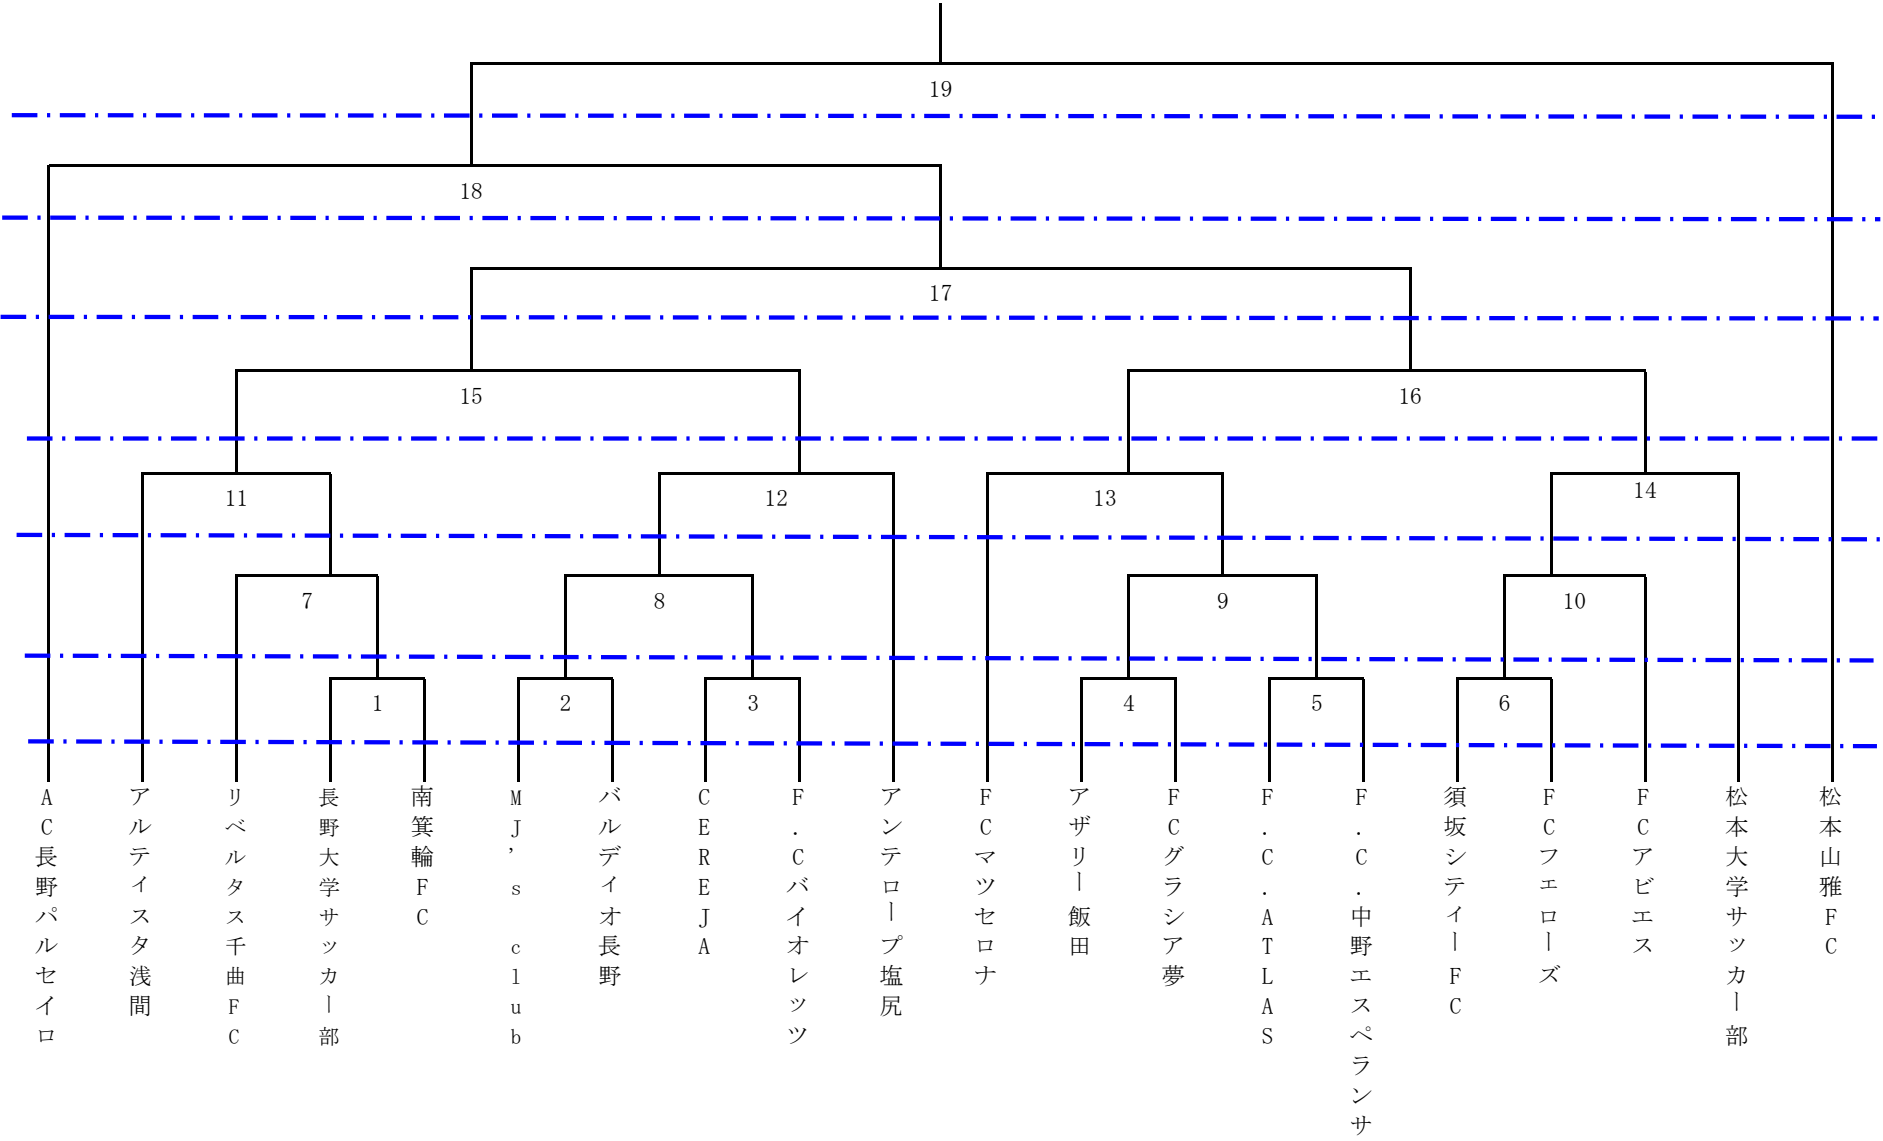 19
18
17
15
16
11
12
13
14
7
8
9
10
1
2
3
4
5
6
AC長野パルセイロ
アルティスタ浅間
リベルタス千曲FC
長野大学サッカー部
南箕輪FC
MJ’s club
バルディオ長野
CEREJA
F.Cバイオレッツ
アンテロープ塩尻
FCマツセロナ
アザリー飯田
FCグラシア夢
F.C.ATLAS
F.C.中野エスペランサ
須坂シティーFC
FCフェローズ
FCアビエス
松本大学サッカー部
松本山雅FC